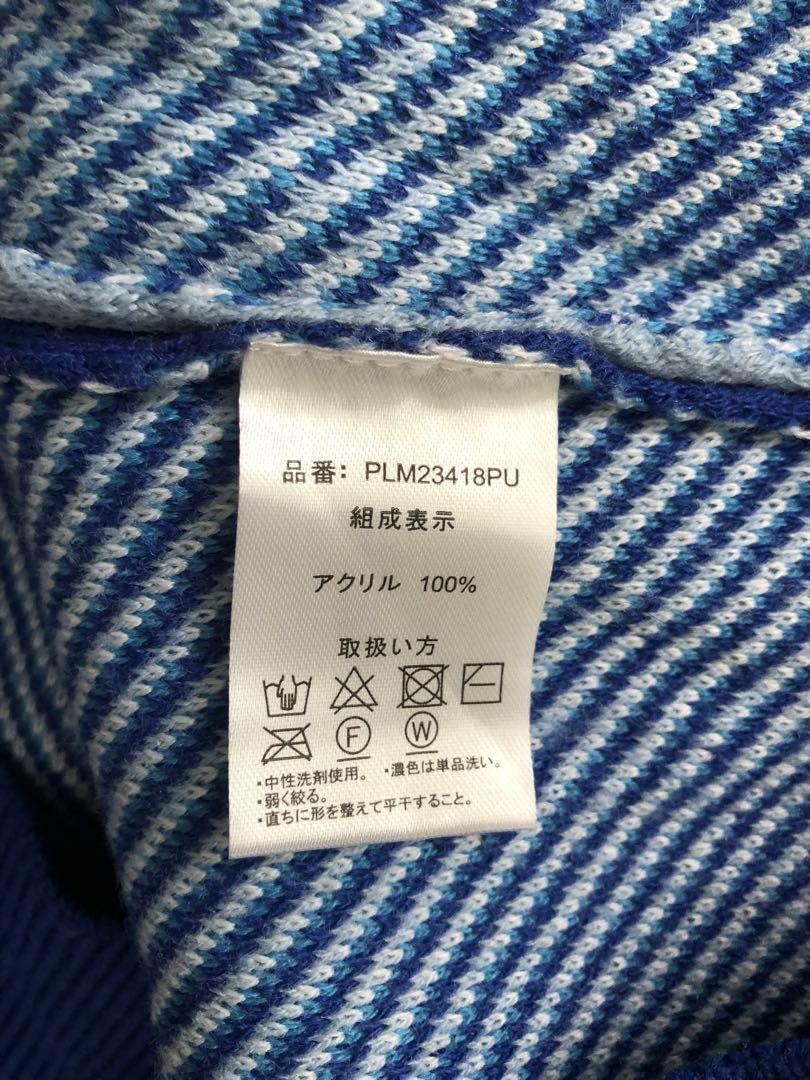 品番: PLM23418PU
組成表示
アクリル 100%
取扱い方
F W
・中性洗剤使用。 ・濃色は単品洗い。
・弱く絞る。
・直ちに形を整えて平干すること。